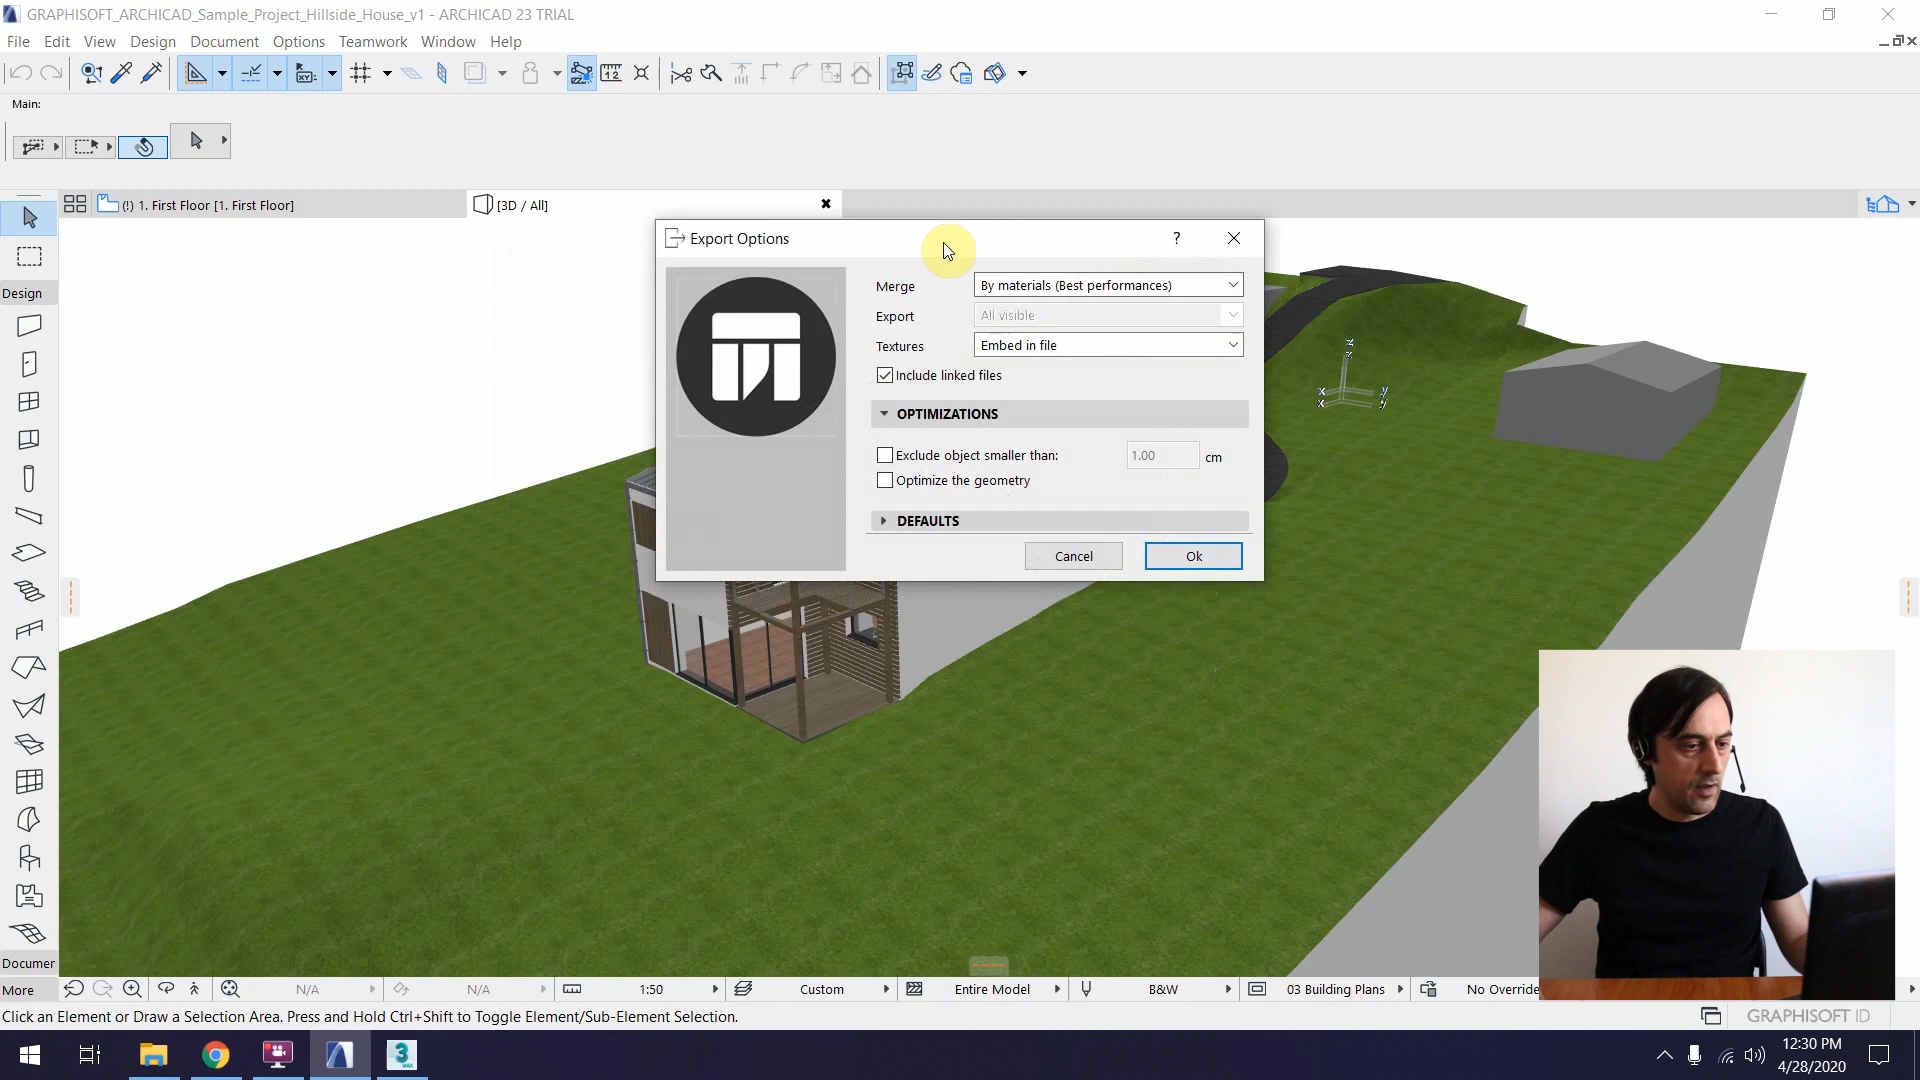 GRAPHISOFT_ARCHICAD_Sample_Project_Hillside_House_v1 - ARCHICAD 23 TRIAL
File Edit View Design Document Options Teamwork Window Help
Main:
(!) 1. First Floor [1. First Floor]
[3D / All]
Export Options
?
Merge By materials (Best performances)
Export All visible
Textures Embed in file
Include linked files
OPTIMIZATIONS
Exclude object smaller than: 1.00 cm
Optimize the geometry
DEFAULTS
Cancel Ok
Design
Documer
More
N/A N/A 1:50 Custom Entire Model B&W 03 Building Plans No Override
Click an Element or Draw a Selection Area. Press and Hold Ctrl+Shift to Toggle Element/Sub-Element Selection.
GRAPHISOFT ID
12:30 PM
4/28/2020